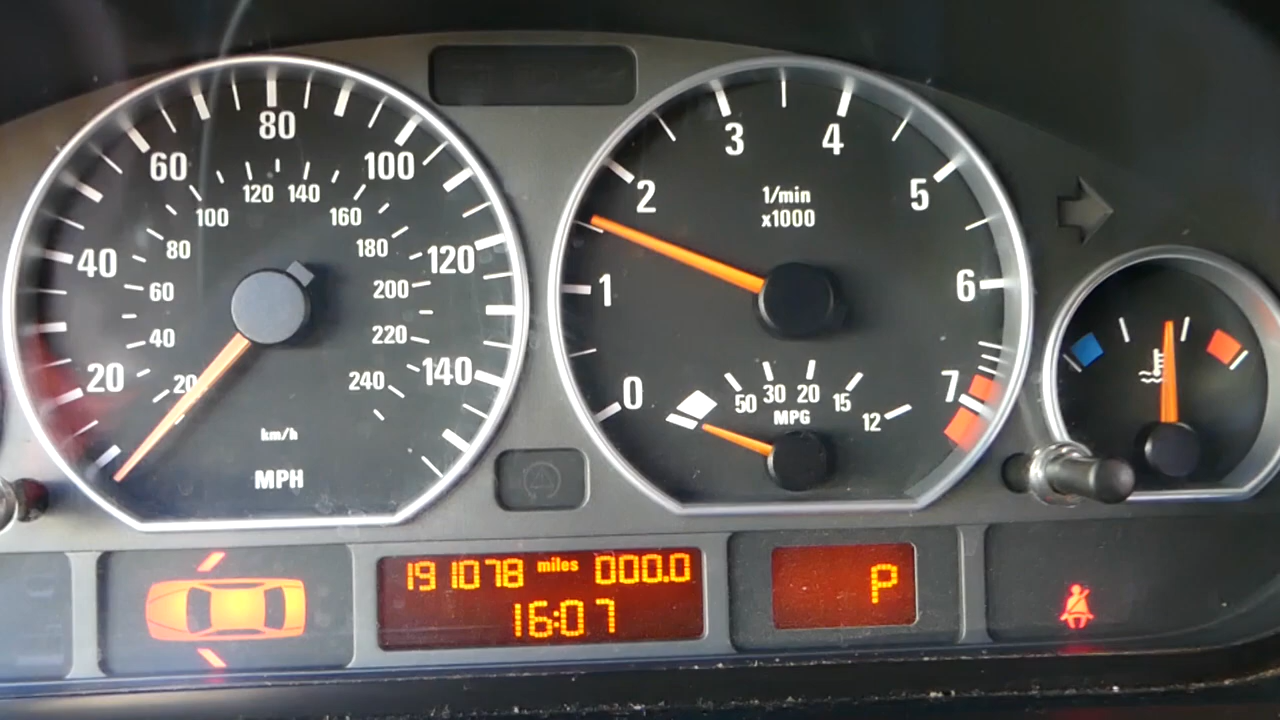 20 40 60 80 100 120 140
20 40 60 80 100 120 140 160 180 200 220 240
km/h
MPH
0 1 2 3 4 5 6 7
1/min
x1000
50 30 20 15 12
MPG
191078 miles 000.0
16:07
P